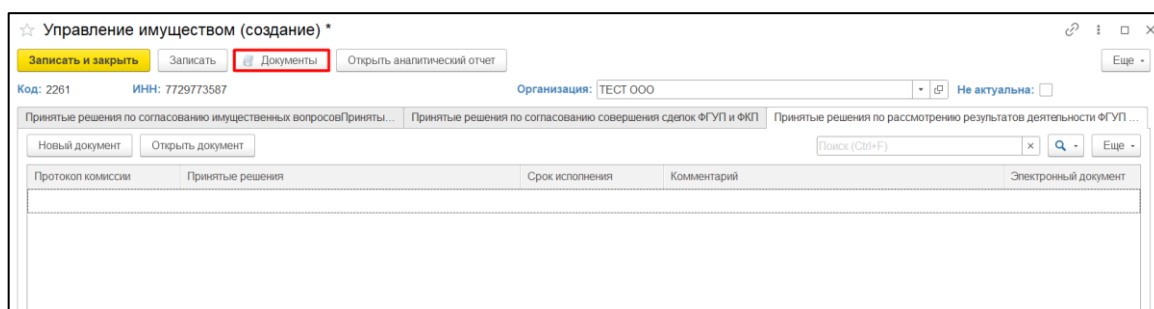 Управление имуществом (создание) *
Записать и закрыть Записать Документы Открыть аналитический отчет Еще
Код: 2261 ИНН: 7729773587 Организация: ТЕСТ ООО Не актуальна:
Принятые решения по согласованию имущественных вопросовПриняты... Принятые решения по согласованию совершения сделок ФГУП и ФКП Принятые решения по рассмотрению результатов деятельности ФГУП ...
Новый документ Открыть документ Поиск (Ctrl+F) Еще
Протокол комиссии Принятые решения Срок исполнения Комментарий Электронный документ